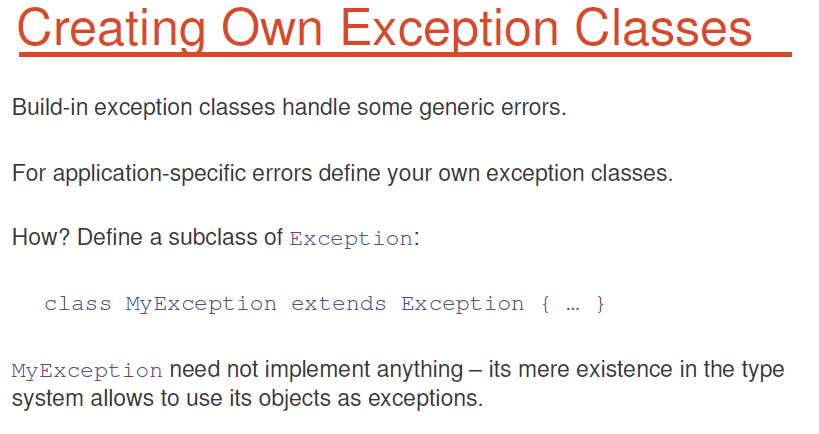 Creating Own Exception Classes
Build-in exception classes handle some generic errors.
For application-specific errors define your own exception classes.
How? Define a subclass of Exception:
class MyException extends Exception { … }
MyException need not implement anything – its mere existence in the type
system allows to use its objects as exceptions.